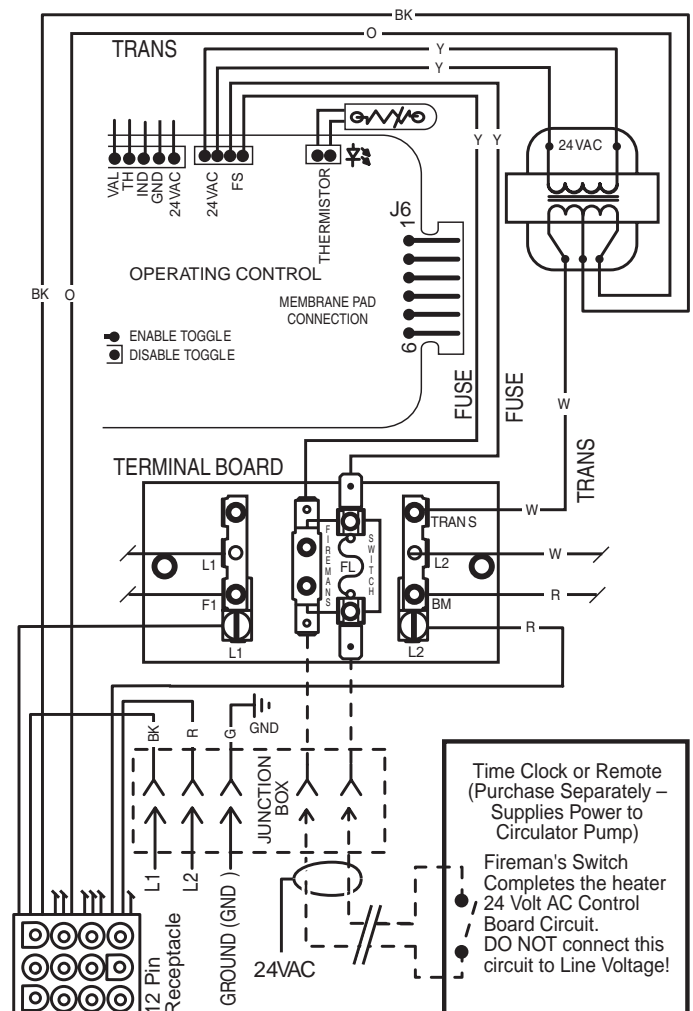 BK
O
TRANS
Y
Y
Y
Y
24VAC
VAL
TH
IND
GND
24VAC
24VAC
FS
THERMISTOR
J6
1
OPERATING CONTROL
MEMBRANE PAD
CONNECTION
BK
O
ENABLE TOGGLE
DISABLE TOGGLE
6
FUSE
FUSE
W
TRANS
TERMINAL BOARD
FIREMANS
SWITCH
FL
TRANS
W
L1
L2
W
F1
BM
R
L1
L2
R
BK
R
G
GND
JUNCTION
BOX
L1
L2
GROUND (GND )
24VAC
12 Pin
Receptacle
Time Clock or Remote
(Purchase Separately –
Supplies Power to
Circulator Pump)
Fireman's Switch
Completes the heater
24 Volt AC Control
Board Circuit.
DO NOT connect this
circuit to Line Voltage!